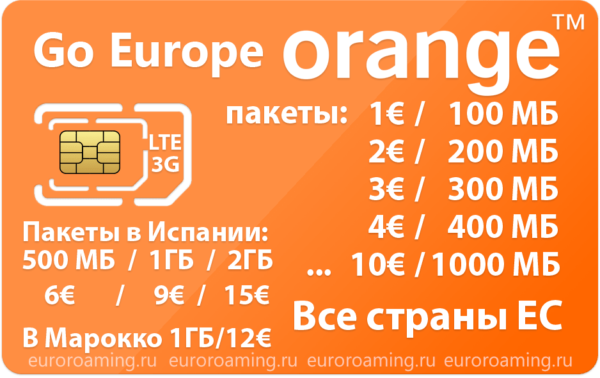 Go Europe orange™
пакеты: 1€ / 100 МБ
2€ / 200 МБ
3€ / 300 МБ
4€ / 400 МБ
... 10€ / 1000 МБ
Все страны ЕС
LTE
3G
Пакеты в Испании:
500 МБ / 1ГБ / 2ГБ
6€ / 9€ / 15€
В Марокко 1ГБ/12€
euroroaming.ru euroroaming.ru euroroaming.ru euroroaming.ru